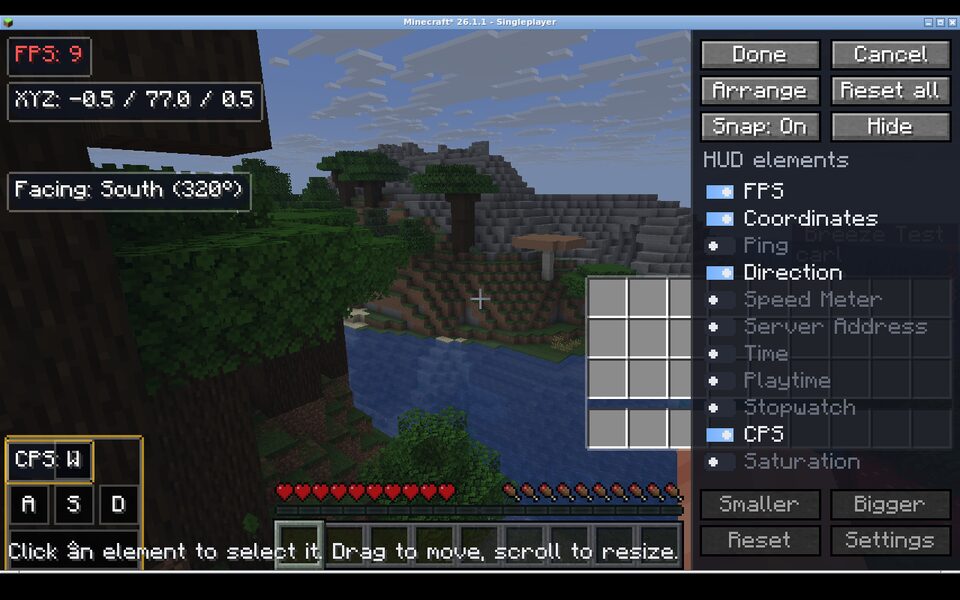 Minecraft* 26.1.1 - Singleplayer
FPS: 9
XYZ: -0.5 / 77.0 / 0.5
Facing: South (320°)
Done
Cancel
Arrange
Reset all
Snap: On
Hide
HUD elements
FPS
Coordinates
Ping
Direction
Speed Meter
Server Address
Time
Playtime
Stopwatch
CPS
Saturation
Smaller
Bigger
Reset
Settings
CPS: W
A S D
Click an element to select it. Drag to move, scroll to resize.